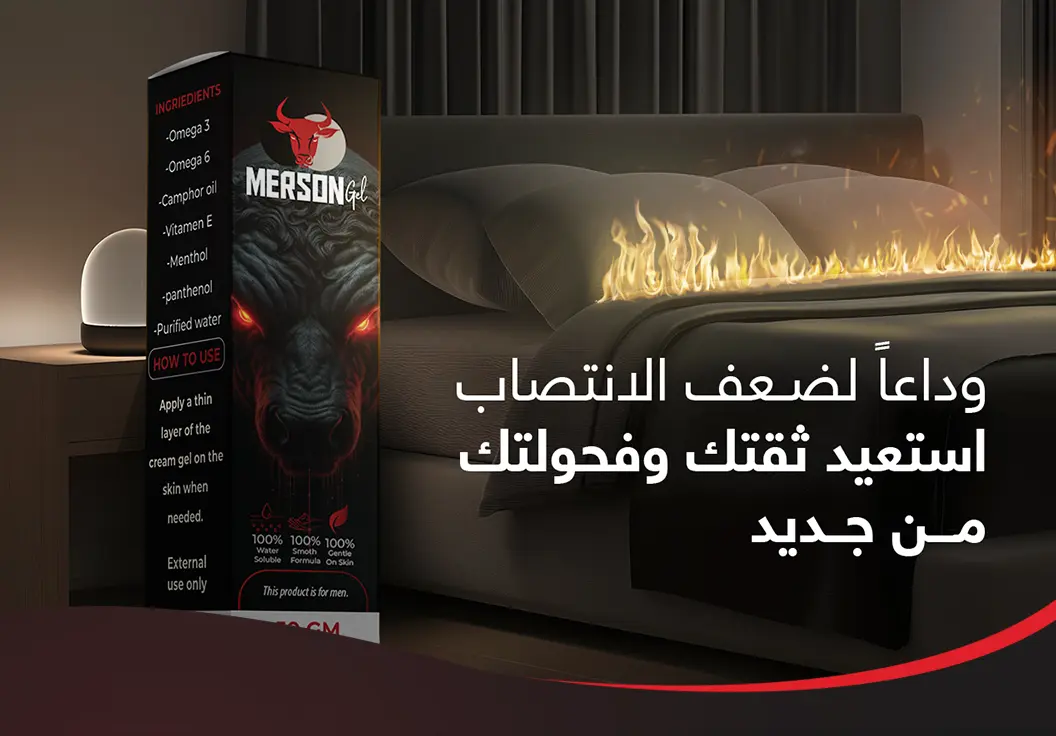 INGRIEDIENTS
-Omega 3
-Omega 6
-Camphor oil
-Vitamen E
-Menthol
-panthenol
-Purified water
HOW TO USE
Apply a thin
layer of the
cream gel on the
skin when
needed.
External
use only
MERSON Gel
100% Water Soluble
100% Smoth Formula
100% Gentle On Skin
This product is for men.
GM
وداعاً لضعف الانتصاب
استعيد ثقتك وفحولتك
من جديد